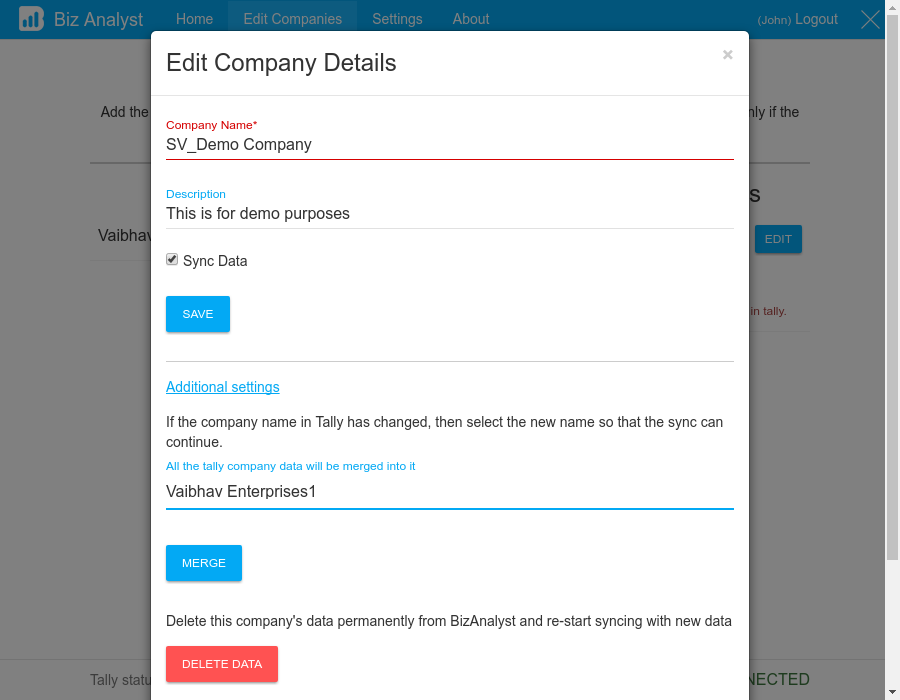 Biz Analyst Home Edit Companies Settings About (John) Logout
Edit Company Details ×
Add the
nly if the
Company Name*
SV_Demo Company
Description
This is for demo purposes
Vaibhav
EDIT
Sync Data
SAVE
in tally.
Additional settings
If the company name in Tally has changed, then select the new name so that the sync can
continue.
All the tally company data will be merged into it
Vaibhav Enterprises1
MERGE
Delete this company's data permanently from BizAnalyst and re-start syncing with new data
DELETE DATA
Tally statu
NECTED